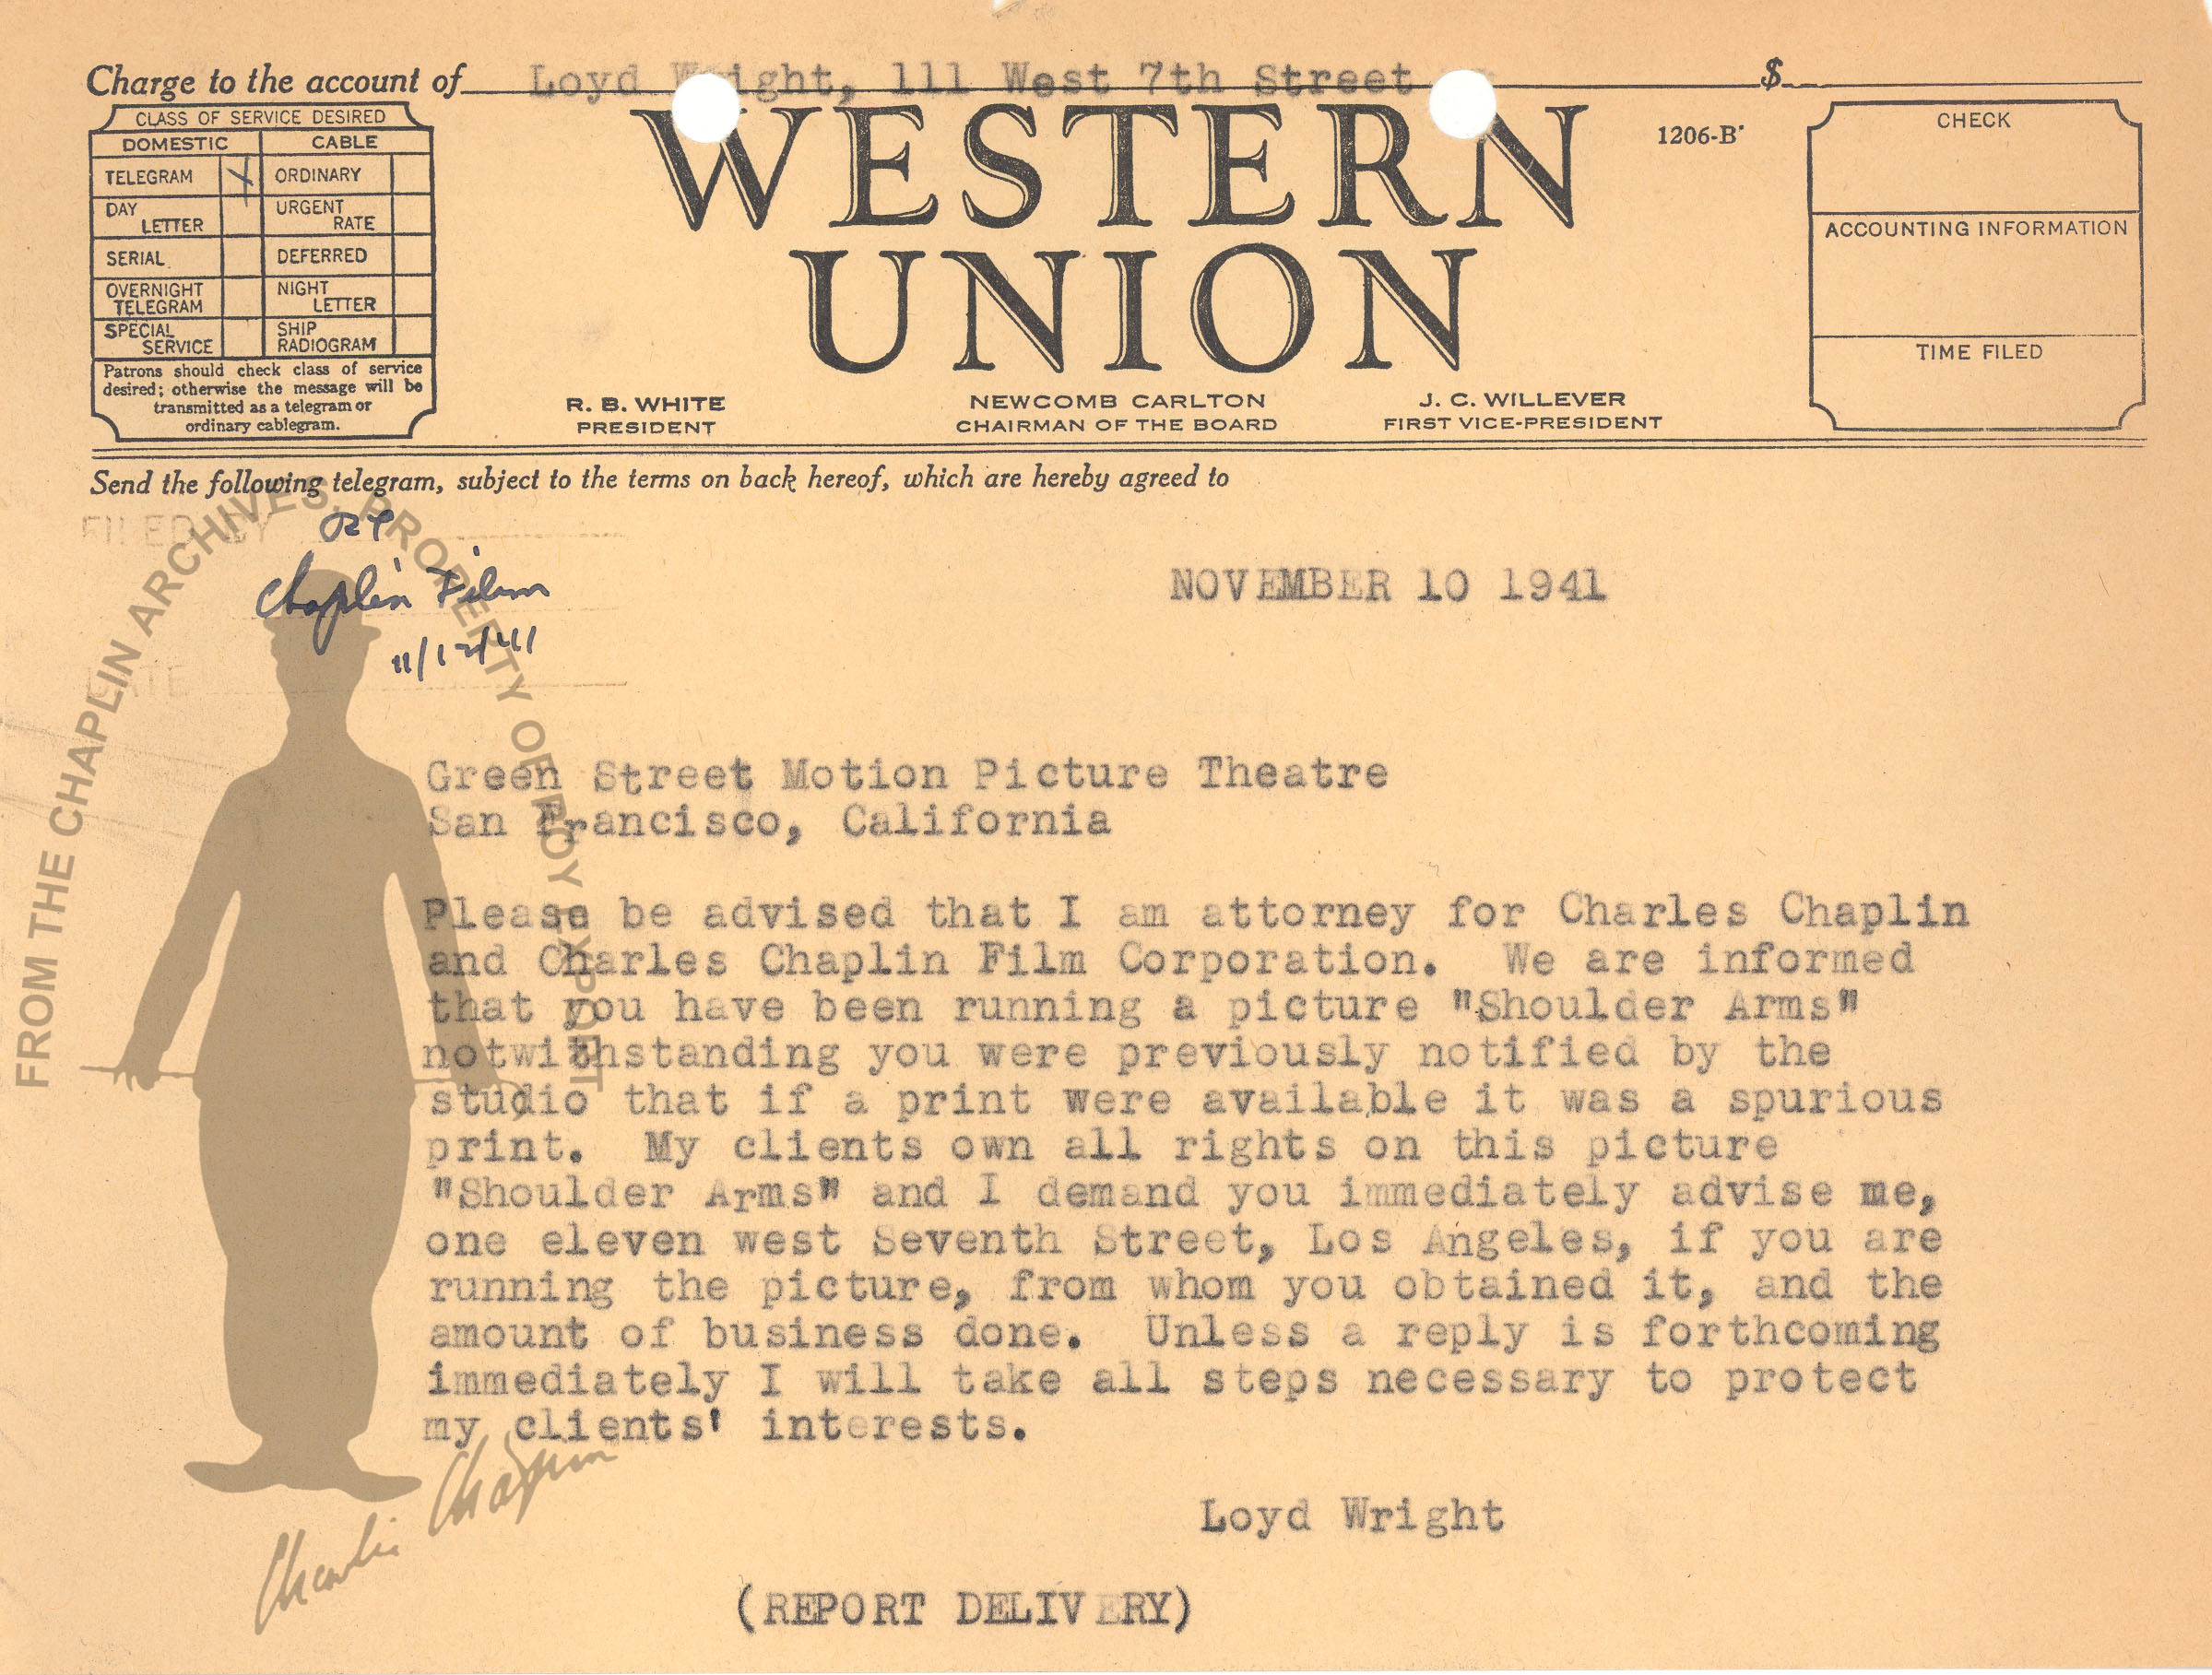 Charge to the account of Loyd Wright, 111 West 7th Street $
CLASS OF SERVICE DESIRED
DOMESTIC CABLE
TELEGRAM ORDINARY
DAY LETTER URGENT RATE
SERIAL DEFERRED
OVERNIGHT TELEGRAM NIGHT LETTER
SPECIAL SERVICE SHIP RADIOGRAM
Patrons should check class of service
desired; otherwise the message will be
transmitted as a telegram or
ordinary cablegram.
WESTERN
UNION
1206-B
CHECK
ACCOUNTING INFORMATION
TIME FILED
R. B. WHITE
PRESIDENT
NEWCOMB CARLTON
CHAIRMAN OF THE BOARD
J. C. WILLEVER
FIRST VICE-PRESIDENT
Send the following telegram, subject to the terms on back hereof, which are hereby agreed to
FILED BY
Chaplin Film
11/12/41
DATE
NOVEMBER 10 1941
Green Street Motion Picture Theatre
San Francisco, California
Please be advised that I am attorney for Charles Chaplin
and Charles Chaplin Film Corporation. We are informed
that you have been running a picture "Shoulder Arms"
notwithstanding you were previously notified by the
studio that if a print were available it was a spurious
print. My clients own all rights on this picture
"Shoulder Arms" and I demand you immediately advise me,
one eleven west Seventh Street, Los Angeles, if you are
running the picture, from whom you obtained it, and the
amount of business done. Unless a reply is forthcoming
immediately I will take all steps necessary to protect
my clients' interests.
Loyd Wright
(REPORT DELIVERY)
FROM THE CHAPLIN ARCHIVES. PROPERTY OF ROY EXPORT
Charlie Chaplin